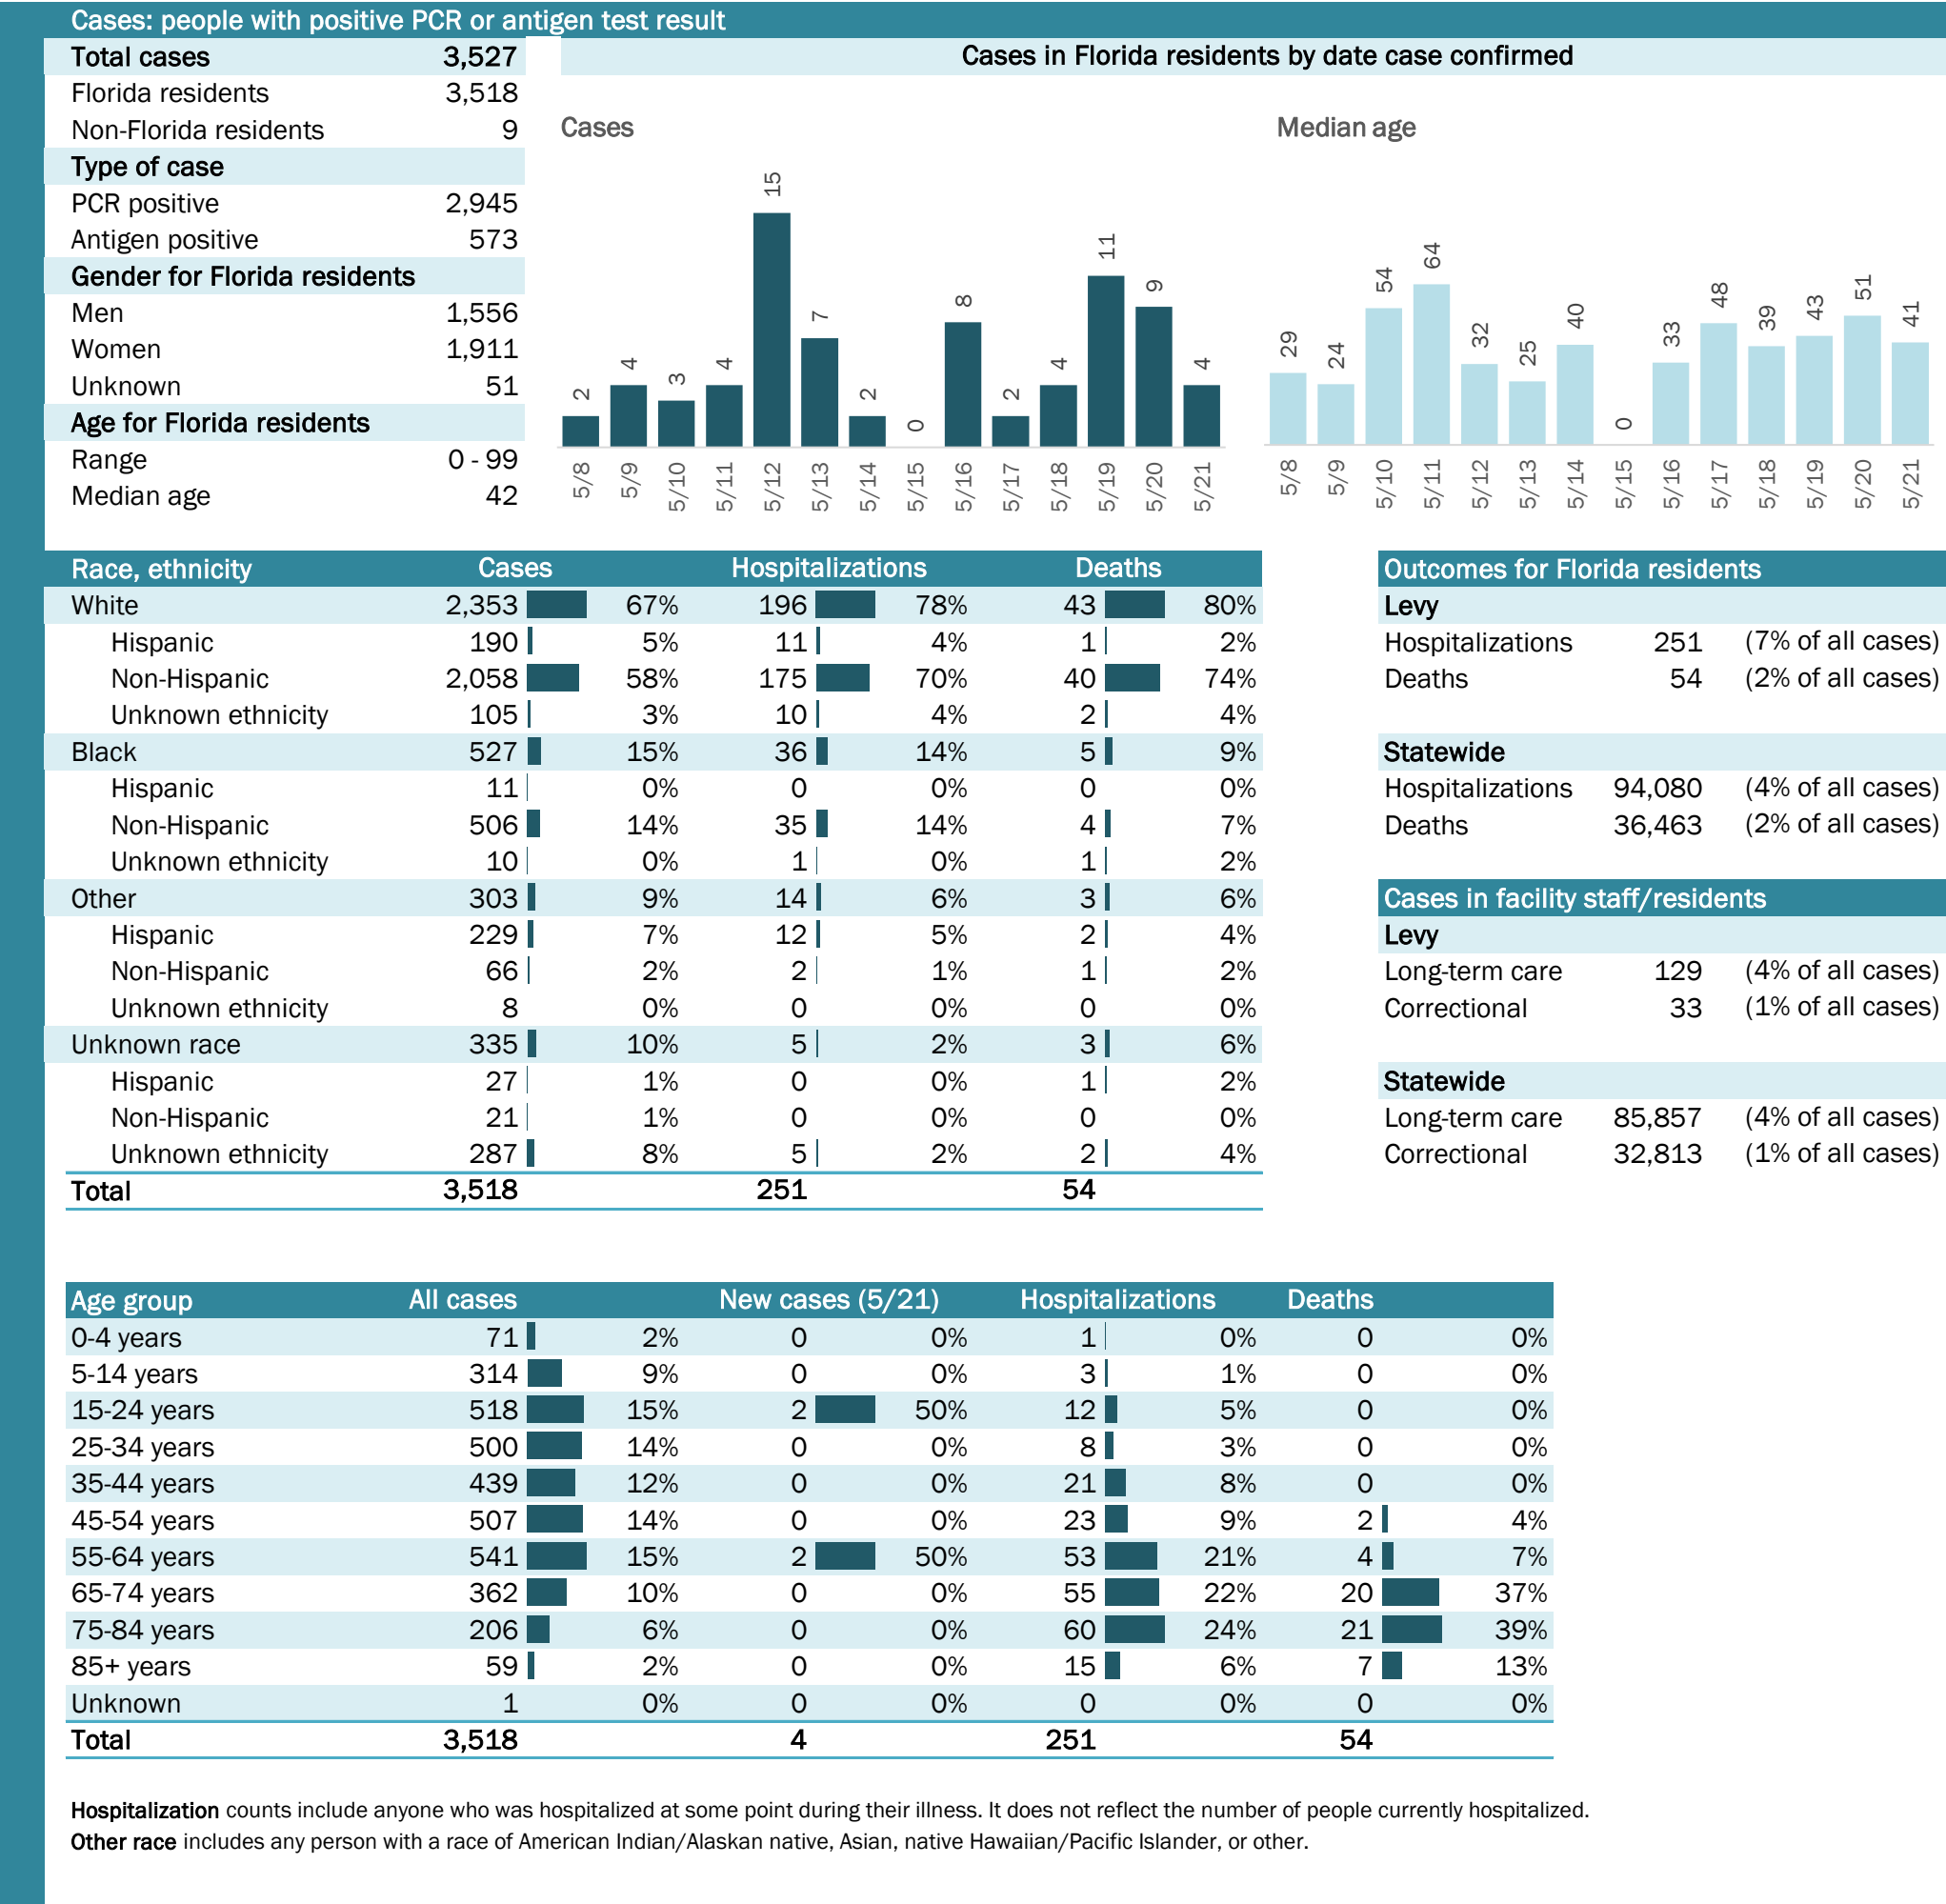 Cases: people with positive PCR or antigen test result
Total cases 3,527
Florida residents 3,518
Non-Florida residents 9
Type of case
PCR positive 2,945
Antigen positive 573
Gender for Florida residents
Men 1,556
Women 1,911
Unknown 51
Age for Florida residents
Range 0 - 99
Median age 42
Cases in Florida residents by date case confirmed
Cases
2 4 3 4 15 7 2 0 8 2 4 11 9 4
5/8 5/9 5/10 5/11 5/12 5/13 5/14 5/15 5/16 5/17 5/18 5/19 5/20 5/21
Median age
29 24 54 64 32 25 40 0 33 48 39 43 51 41
5/8 5/9 5/10 5/11 5/12 5/13 5/14 5/15 5/16 5/17 5/18 5/19 5/20 5/21
Race, ethnicity Cases Hospitalizations Deaths
White 2,353 67% 196 78% 43 80%
Hispanic 190 5% 11 4% 1 2%
Non-Hispanic 2,058 58% 175 70% 40 74%
Unknown ethnicity 105 3% 10 4% 2 4%
Black 527 15% 36 14% 5 9%
Hispanic 11 0% 0 0% 0 0%
Non-Hispanic 506 14% 35 14% 4 7%
Unknown ethnicity 10 0% 1 0% 1 2%
Other 303 9% 14 6% 3 6%
Hispanic 229 7% 12 5% 2 4%
Non-Hispanic 66 2% 2 1% 1 2%
Unknown ethnicity 8 0% 0 0% 0 0%
Unknown race 335 10% 5 2% 3 6%
Hispanic 27 1% 0 0% 1 2%
Non-Hispanic 21 1% 0 0% 0 0%
Unknown ethnicity 287 8% 5 2% 2 4%
Total 3,518 251 54
Outcomes for Florida residents
Levy
Hospitalizations 251 (7% of all cases)
Deaths 54 (2% of all cases)
Statewide
Hospitalizations 94,080 (4% of all cases)
Deaths 36,463 (2% of all cases)
Cases in facility staff/residents
Levy
Long-term care 129 (4% of all cases)
Correctional 33 (1% of all cases)
Statewide
Long-term care 85,857 (4% of all cases)
Correctional 32,813 (1% of all cases)
Age group All cases New cases (5/21) Hospitalizations Deaths
0-4 years 71 2% 0 0% 1 0% 0 0%
5-14 years 314 9% 0 0% 3 1% 0 0%
15-24 years 518 15% 2 50% 12 5% 0 0%
25-34 years 500 14% 0 0% 8 3% 0 0%
35-44 years 439 12% 0 0% 21 8% 0 0%
45-54 years 507 14% 0 0% 23 9% 2 4%
55-64 years 541 15% 2 50% 53 21% 4 7%
65-74 years 362 10% 0 0% 55 22% 20 37%
75-84 years 206 6% 0 0% 60 24% 21 39%
85+ years 59 2% 0 0% 15 6% 7 13%
Unknown 1 0% 0 0% 0 0% 0 0%
Total 3,518 4 251 54
Hospitalization counts include anyone who was hospitalized at some point during their illness. It does not reflect the number of people currently hospitalized.
Other race includes any person with a race of American Indian/Alaskan native, Asian, native Hawaiian/Pacific Islander, or other.